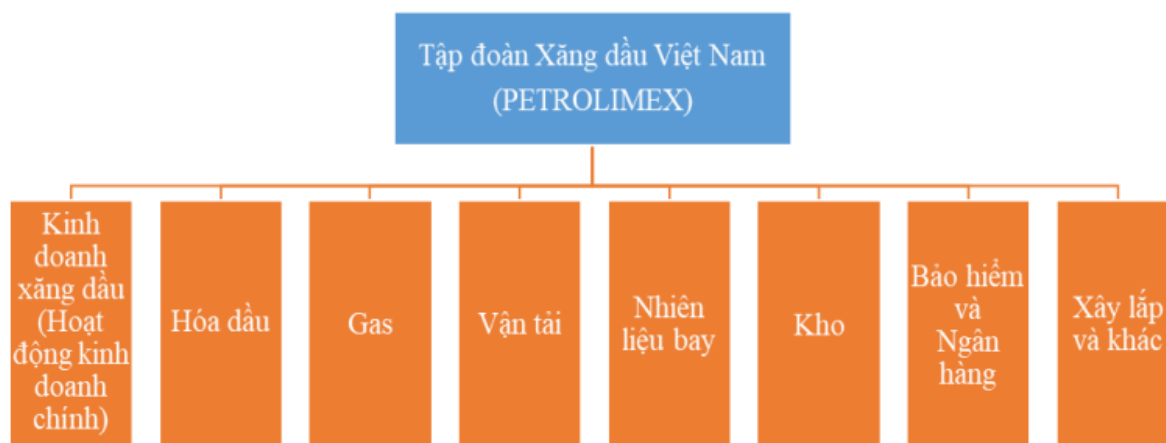 Tập đoàn Xăng dầu Việt Nam
(PETROLIMEX)
Kinh
doanh
xăng dầu
(Hoạt
động kinh
doanh
chính)
Hóa dầu
Gas
Vận tải
Nhiên
liệu bay
Kho
Bảo hiểm
và
Ngân
hàng
Xây lắp
và khác